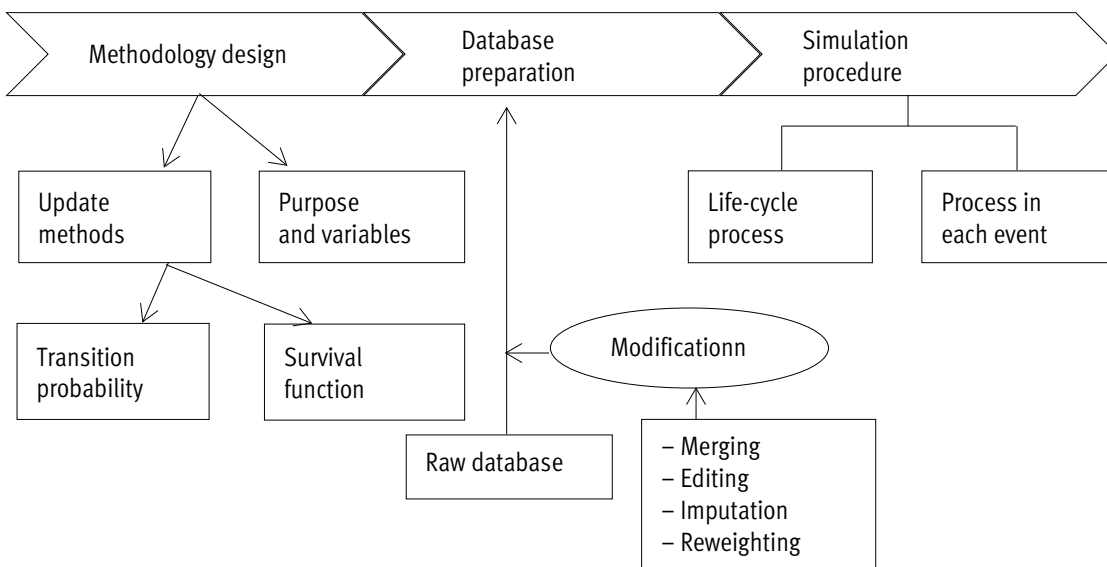 Methodology design
Database
preparation
Simulation
procedure
Update
methods
Purpose
and variables
Life-cycle
process
Process in
each event
Transition
probability
Survival
function
Modificationn
Raw database
– Merging
– Editing
– Imputation
– Reweighting